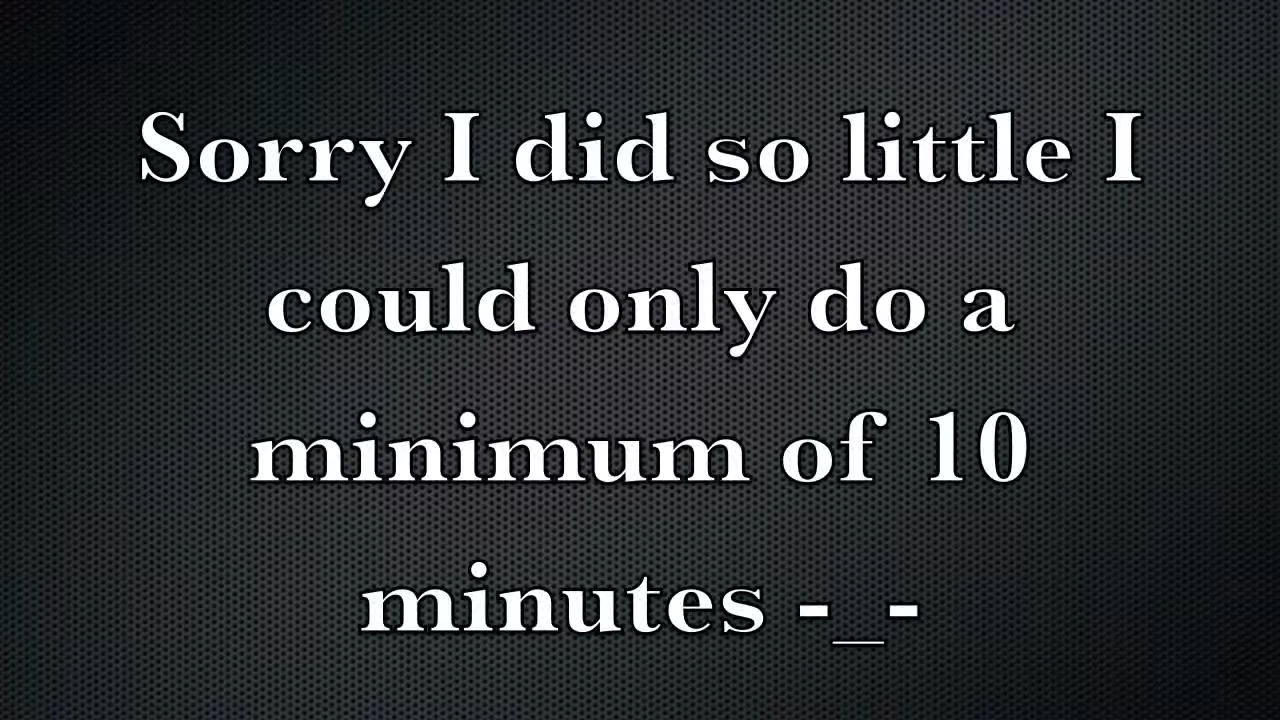 Sorry I did so little I
could only do a
minimum of 10
minutes -_-